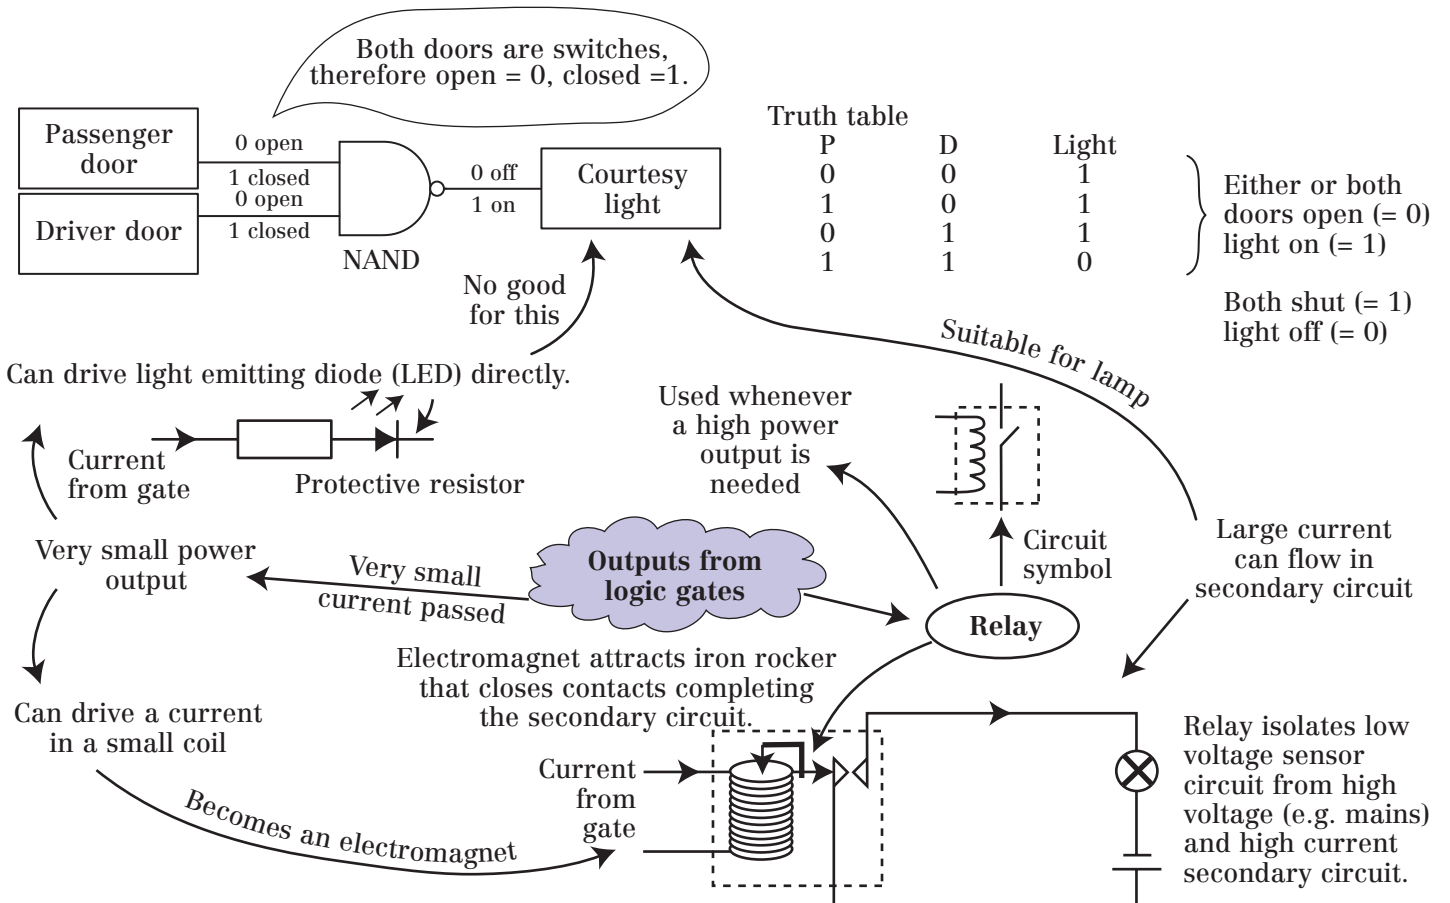 Both doors are switches,
therefore open = 0, closed =1.
Passenger
door
0 open
1 closed
Driver door
0 open
1 closed
NAND
0 off
1 on
Courtesy
light
Truth table
P D Light
0 0 1
1 0 1
0 1 1
1 1 0
Either or both
doors open (= 0)
light on (= 1)
Both shut (= 1)
light off (= 0)
No good
for this
Suitable for lamp
Can drive light emitting diode (LED) directly.
Current
from gate
Protective resistor
Used whenever
a high power
output is
needed
Circuit
symbol
Large current
can flow in
secondary circuit
Very small power
output
Very small
current passed
Outputs from
logic gates
Relay
Electromagnet attracts iron rocker
that closes contacts completing
the secondary circuit.
Can drive a current
in a small coil
Becomes an electromagnet
Current
from
gate
Relay isolates low
voltage sensor
circuit from high
voltage (e.g. mains)
and high current
secondary circuit.